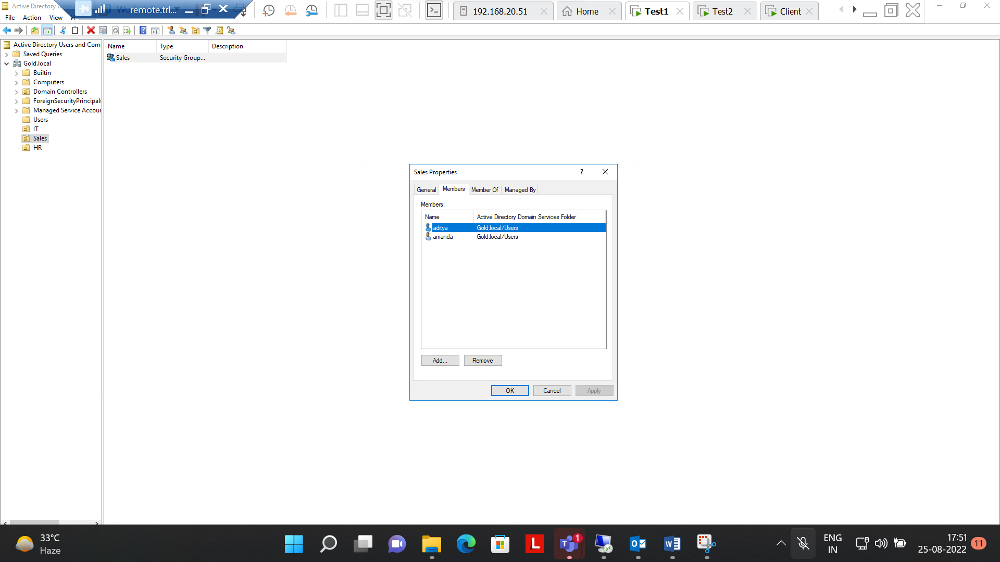 Active Directory Us
remote.trl...
192.168.20.51
Home
Test1
Test2
Client
File Action View
Active Directory Users and Com
Saved Queries
Gold.local
Builtin
Computers
Domain Controllers
ForeignSecurityPrincipals
Managed Service Accour
Users
IT
Sales
HR
Name Type Description
Sales Security Group...
Sales Properties
?
General Members Member Of Managed By
Members:
Name Active Directory Domain Services Folder
aditya Gold.local/Users
amanda Gold.local/Users
Add... Remove
OK Cancel Apply
33°C
Haze
L
T
1
W
ENG
IN
17:51
25-08-2022
11